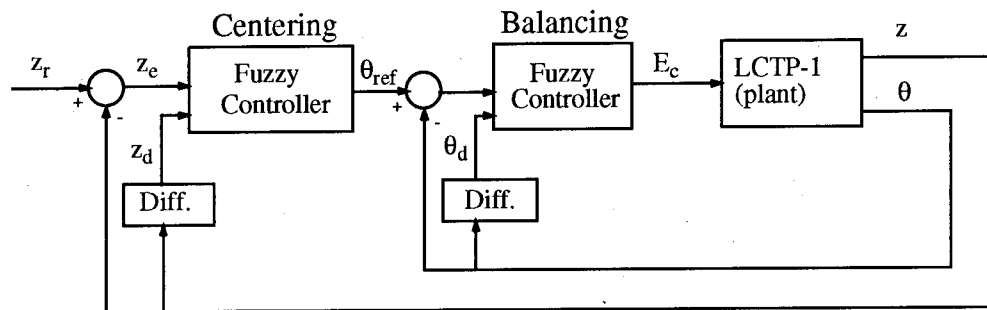 Centering
Balancing
z_r
+
-
z_e
z_d
Diff.
Fuzzy
Controller
θ_ref
+
-
θ_d
Diff.
Fuzzy
Controller
E_c
LCTP-1
(plant)
z
θ